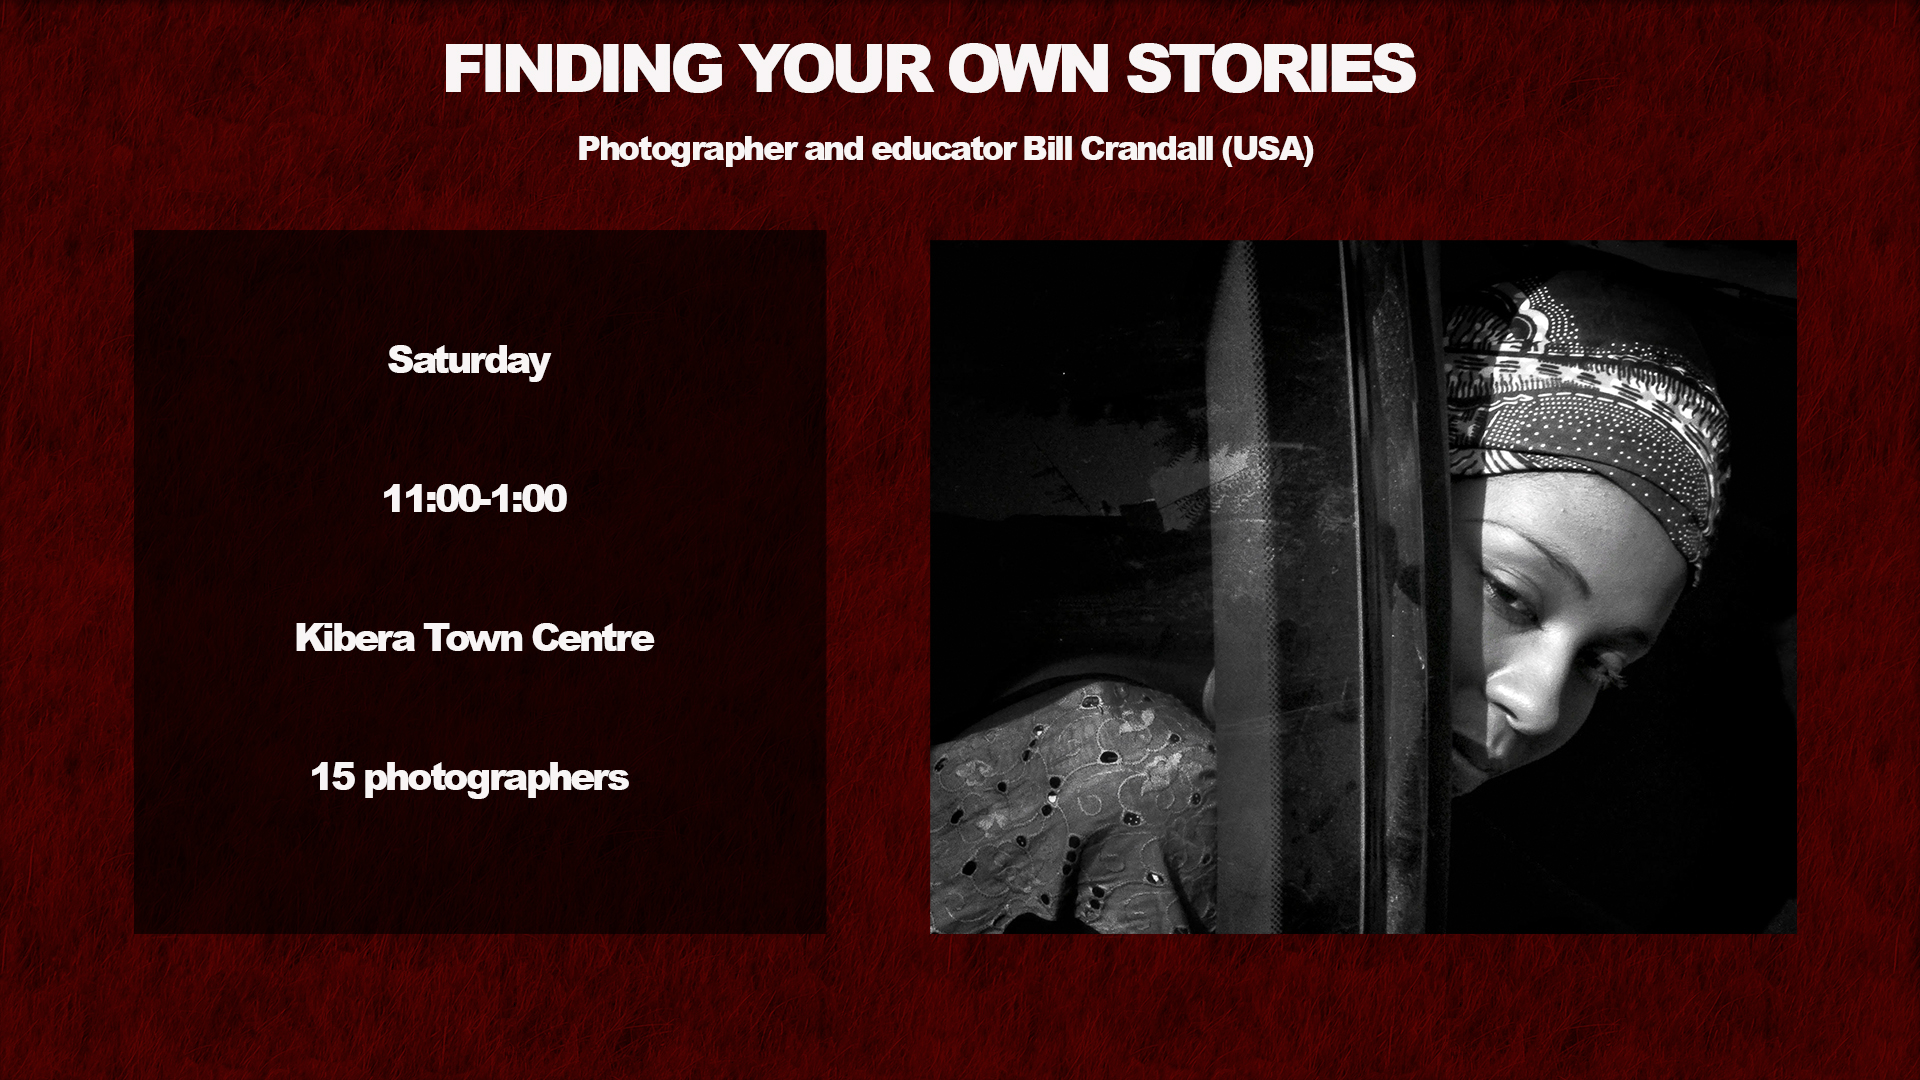 FINDING YOUR OWN STORIES
Photographer and educator Bill Crandall (USA)
Saturday
11:00-1:00
Kibera Town Centre
15 photographers